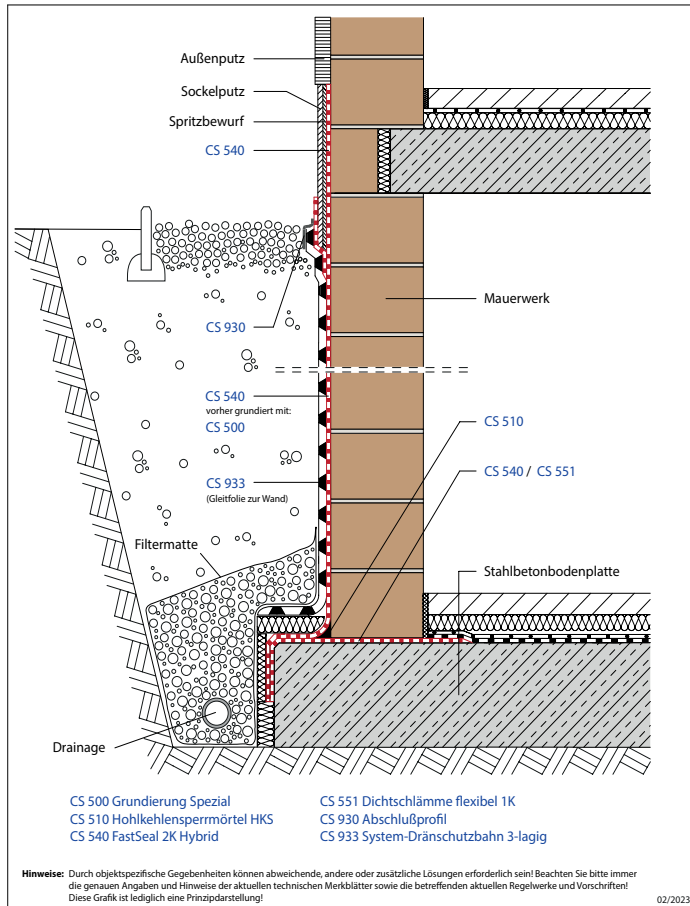 Außenputz
Sockelputz
Spritzbewurf
CS 540
CS 930
Mauerwerk
CS 540
vorher grundiert mit:
CS 500
CS 510
CS 540 / CS 551
CS 933
(Gleitfolie zur Wand)
Filtermatte
Stahlbetonbodenplatte
Drainage
CS 500 Grundierung Spezial
CS 510 Hohlkehlensperrmörtel HKS
CS 540 FastSeal 2K Hybrid
CS 551 Dichtschlämme flexibel 1K
CS 930 Abschlußprofil
CS 933 System-Dränschutzbahn 3-lagig
Hinweise: Durch objektspezifische Gegebenheiten können abweichende, andere oder zusätzliche Lösungen erforderlich sein! Beachten Sie bitte immer
die genauen Angaben und Hinweise der aktuellen technischen Merkblätter sowie die betreffenden aktuellen Regelwerke und Vorschriften!
Diese Grafik ist lediglich eine Prinzipdarstellung!
02/2023